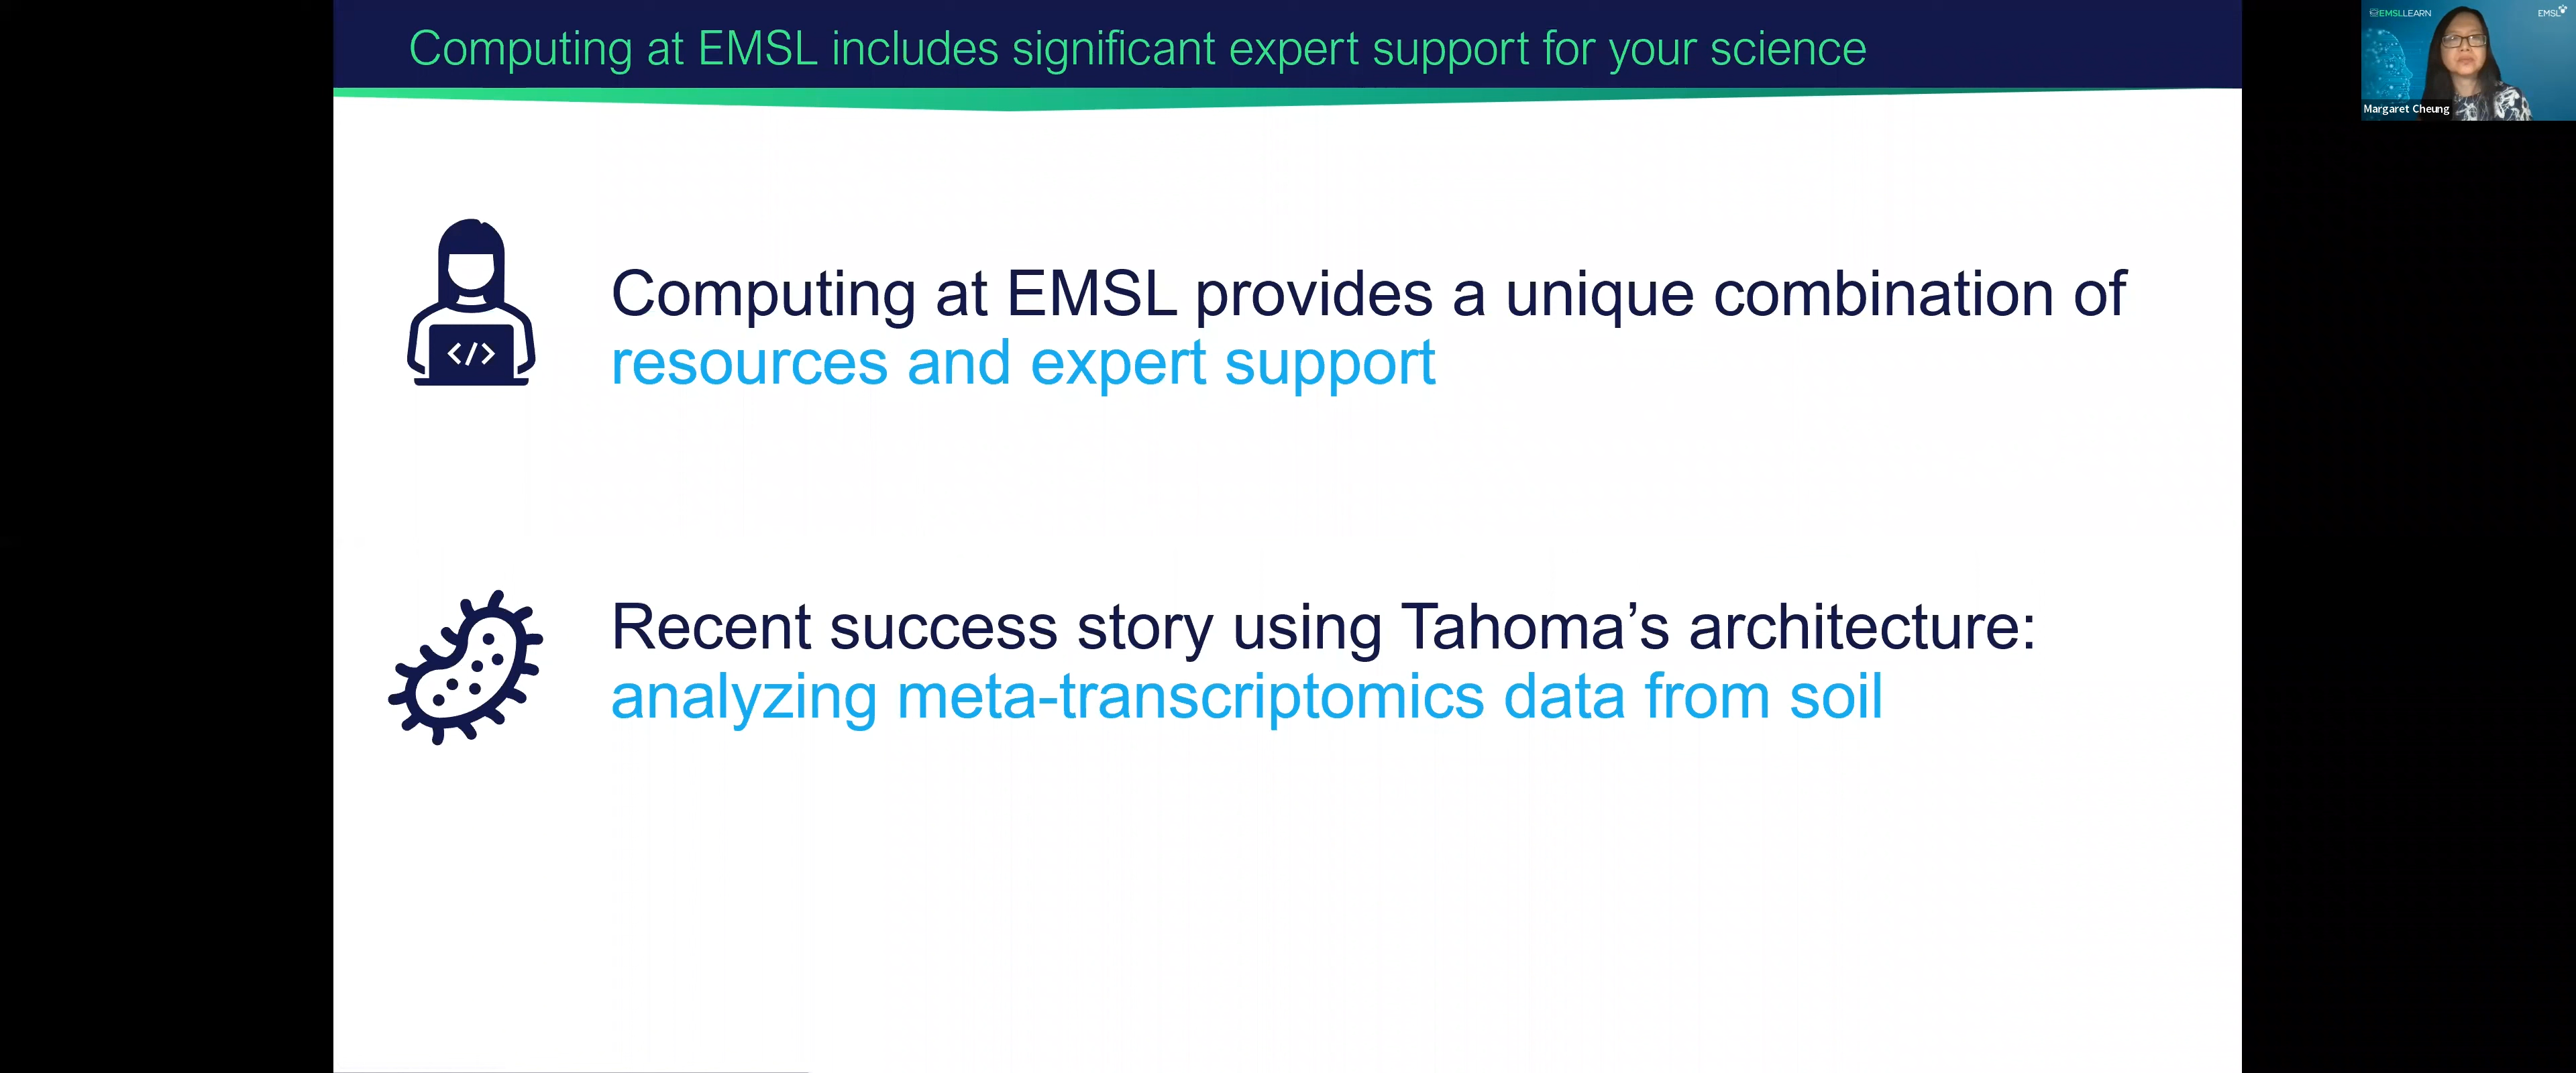 Computing at EMSL includes significant expert support for your science
EMSLLEARN
EMSL
Margaret Cheung
</>
Computing at EMSL provides a unique combination of
resources and expert support
Recent success story using Tahoma’s architecture:
analyzing meta-transcriptomics data from soil